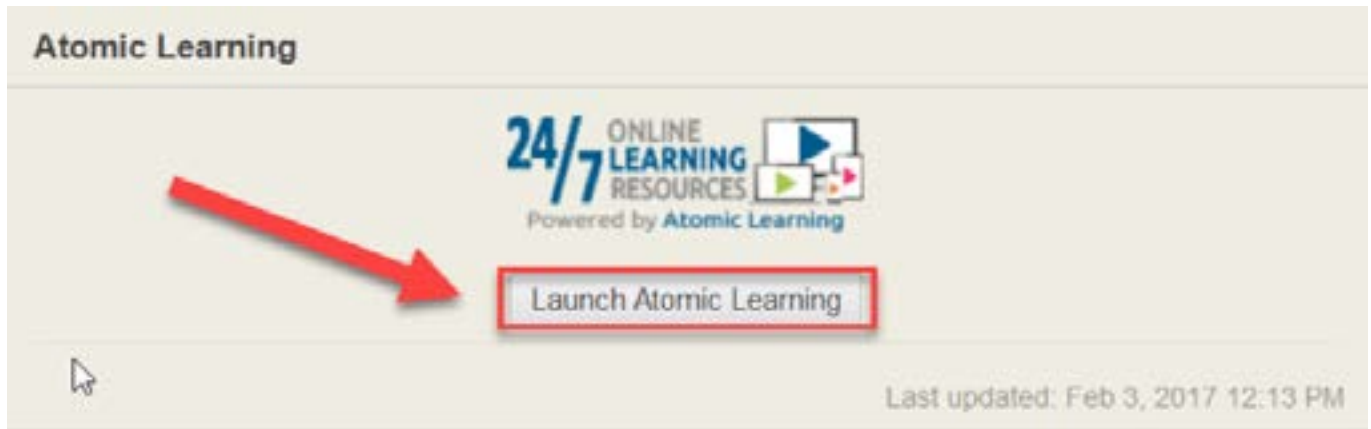 Atomic Learning
24/7 ONLINE
LEARNING
RESOURCES
Powered by Atomic Learning
Launch Atomic Learning
Last updated: Feb 3, 2017 12:13 PM